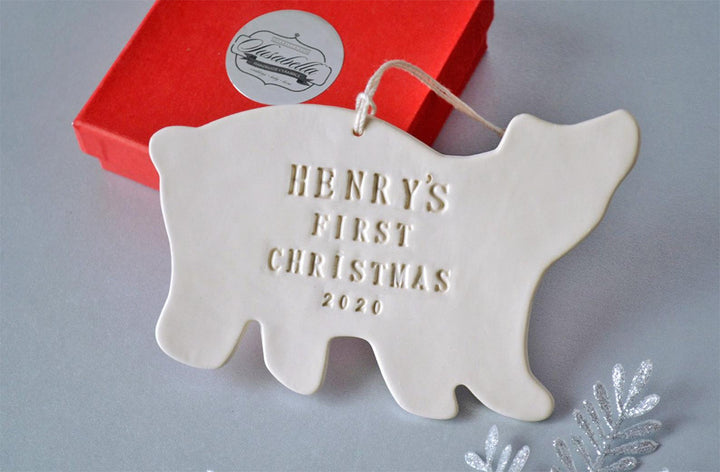 Susabella
HENRY'S
FIRST
CHRISTMAS
2020